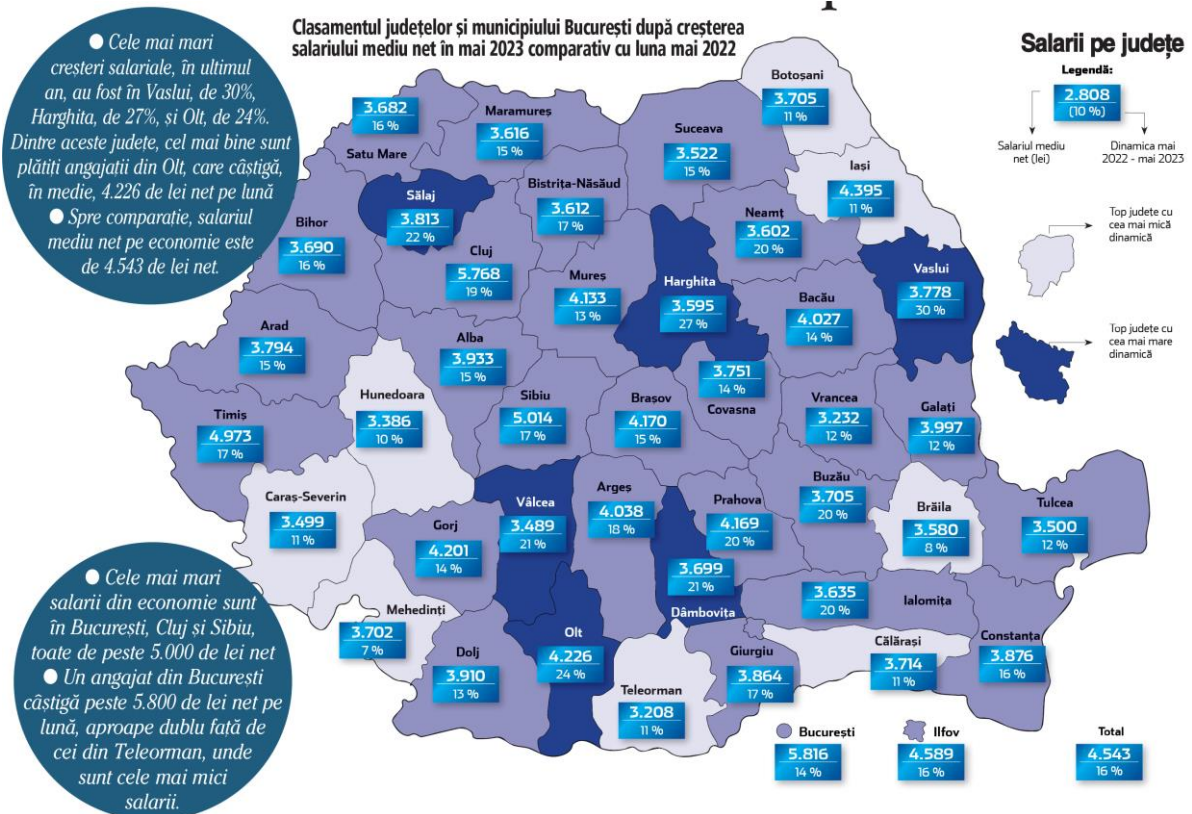 Clasamentul județelor și municipiului București după creșterea
salariului mediu net în mai 2023 comparativ cu luna mai 2022
● Cele mai mari
creșteri salariale, în ultimul
an, au fost în Vaslui, de 30%,
Harghita, de 27%, și Olt, de 24%.
Dintre aceste județe, cel mai bine sunt
plătiți angajații din Olt, care câștigă,
în medie, 4.226 de lei net pe lună
● Spre comparație, salariul
mediu net pe economie este
de 4.543 de lei net.
Salarii pe județe
Legendă:
2.808
(10 %)
Salariul mediu
net (lei)
Dinamica mai
2022 - mai 2023
Top județe cu
cea mai mică
dinamică
Top județe cu
cea mai mare
dinamică
Botoșani
3.705
11 %
3.682
16 %
Satu Mare
Maramureș
3.616
15 %
Suceava
3.522
15 %
Iași
4.395
11 %
Sălaj
3.813
22 %
Bistrița-Năsăud
3.612
17 %
Neamț
3.602
20 %
Bihor
3.690
16 %
Cluj
5.768
19 %
Mureș
4.133
13 %
Harghita
3.595
27 %
Bacău
4.027
14 %
Vaslui
3.778
30 %
Arad
3.794
15 %
Alba
3.933
15 %
3.751
14 %
Covasna
Hunedoara
3.386
10 %
Sibiu
5.014
17 %
Brașov
4.170
15 %
Vrancea
3.232
12 %
Galați
3.997
12 %
Timiș
4.973
17 %
Caraș-Severin
3.499
11 %
Vâlcea
3.489
21 %
Argeș
4.038
18 %
Prahova
4.169
20 %
Buzău
3.705
20 %
Brăila
3.580
8 %
Tulcea
3.500
12 %
Gorj
4.201
14 %
3.699
21 %
Dâmbovița
3.635
20 %
Ialomița
Mehedinți
3.702
7 %
Olt
4.226
24 %
Dolj
3.910
13 %
Teleorman
3.208
11 %
Giurgiu
3.864
17 %
Călărași
3.714
11 %
Constanța
3.876
16 %
București
5.816
14 %
Ilfov
4.589
16 %
Total
4.543
16 %
● Cele mai mari
salarii din economie sunt
în București, Cluj și Sibiu,
toate de peste 5.000 de lei net
● Un angajat din București
câștigă peste 5.800 de lei net pe
lună, aproape dublu față de
cei din Teleorman, unde
sunt cele mai mici
salarii.